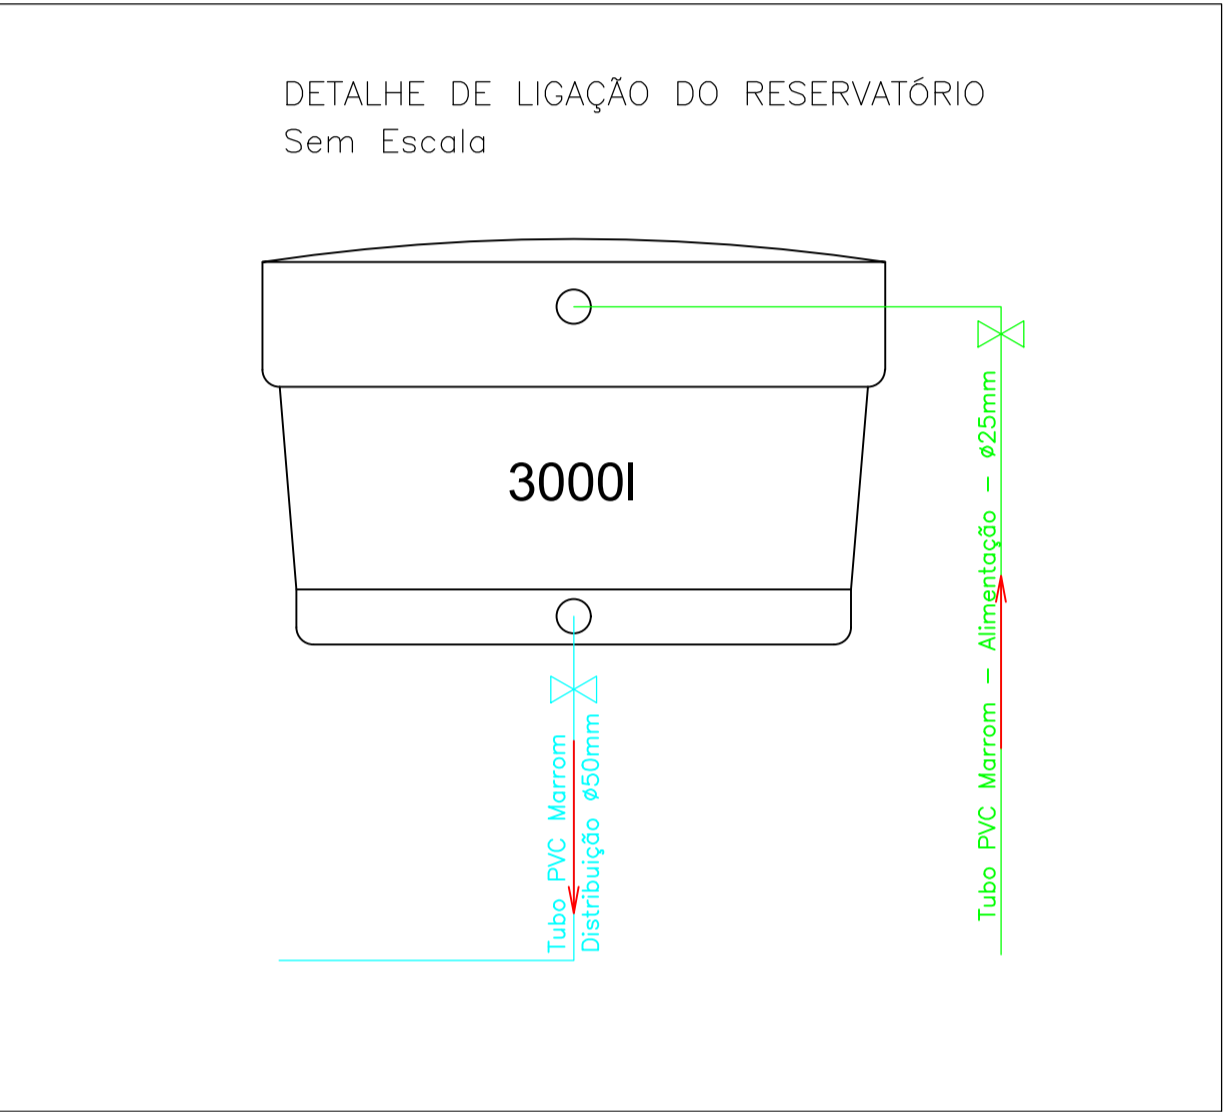 DETALHE DE LIGAÇÃO DO RESERVATÓRIO
Sem Escala
3000l
Tubo PVC Marrom
Distribuição ø50mm
Tubo PVC Marrom - Alimentação - ø25mm